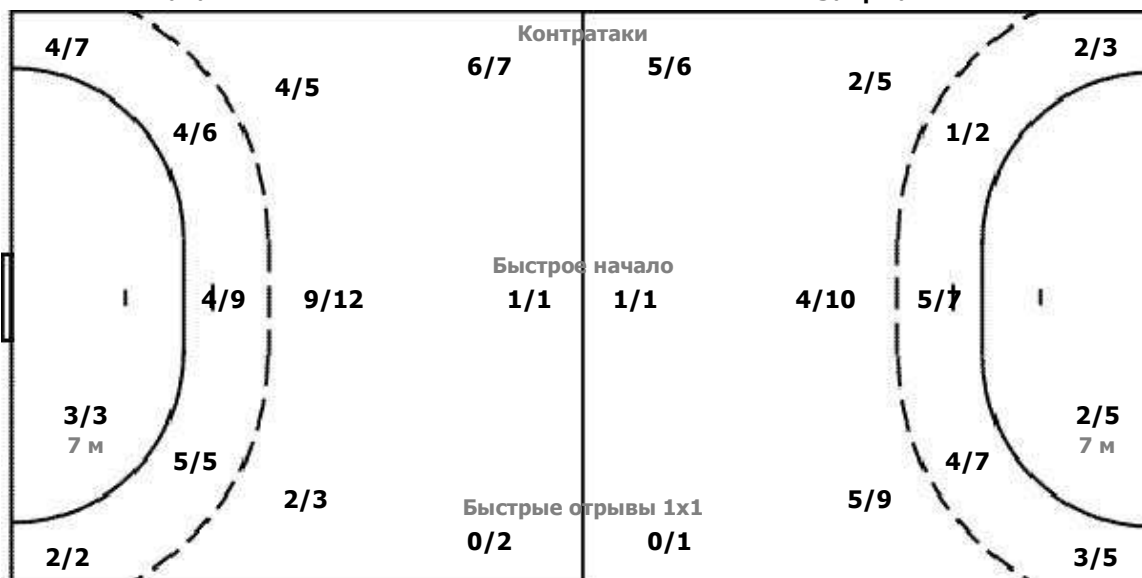 Контратаки
4/7 6/7 5/6 2/3
4/5 2/5
4/6 1/2
Быстрое начало
4/9 9/12 1/1 1/1 4/10 5/7
3/3 2/5
7 м 7 м
5/5 4/7
2/3 Быстрые отрывы 1x1 5/9
0/2 0/1
2/2 3/5